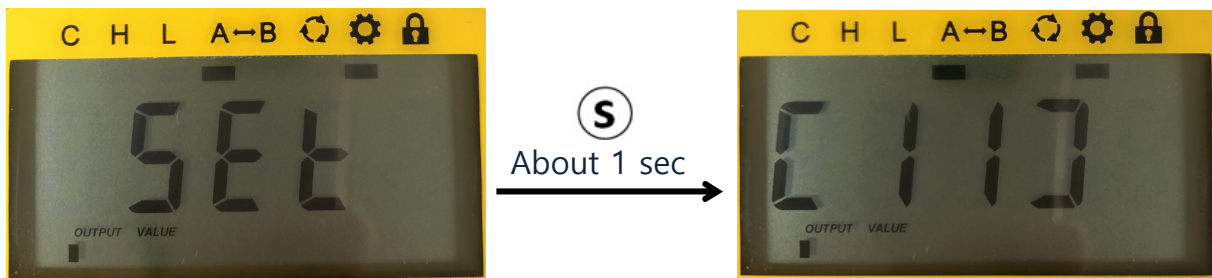 C H L A↔B
SEt
OUTPUT VALUE
S
About 1 sec
C H L A↔B
[11]
OUTPUT VALUE